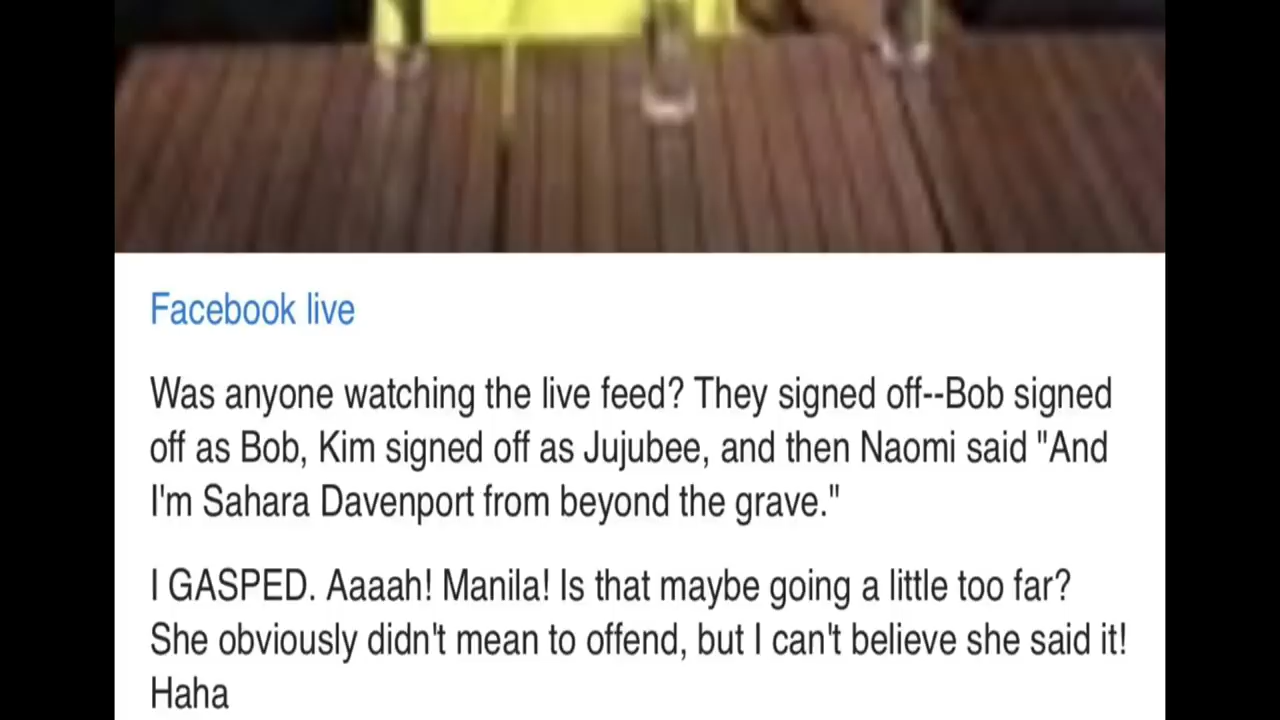 Facebook live
Was anyone watching the live feed? They signed off--Bob signed
off as Bob, Kim signed off as Jujubee, and then Naomi said "And
I'm Sahara Davenport from beyond the grave."
I GASPED. Aaaah! Manila! Is that maybe going a little too far?
She obviously didn't mean to offend, but I can't believe she said it!
Haha